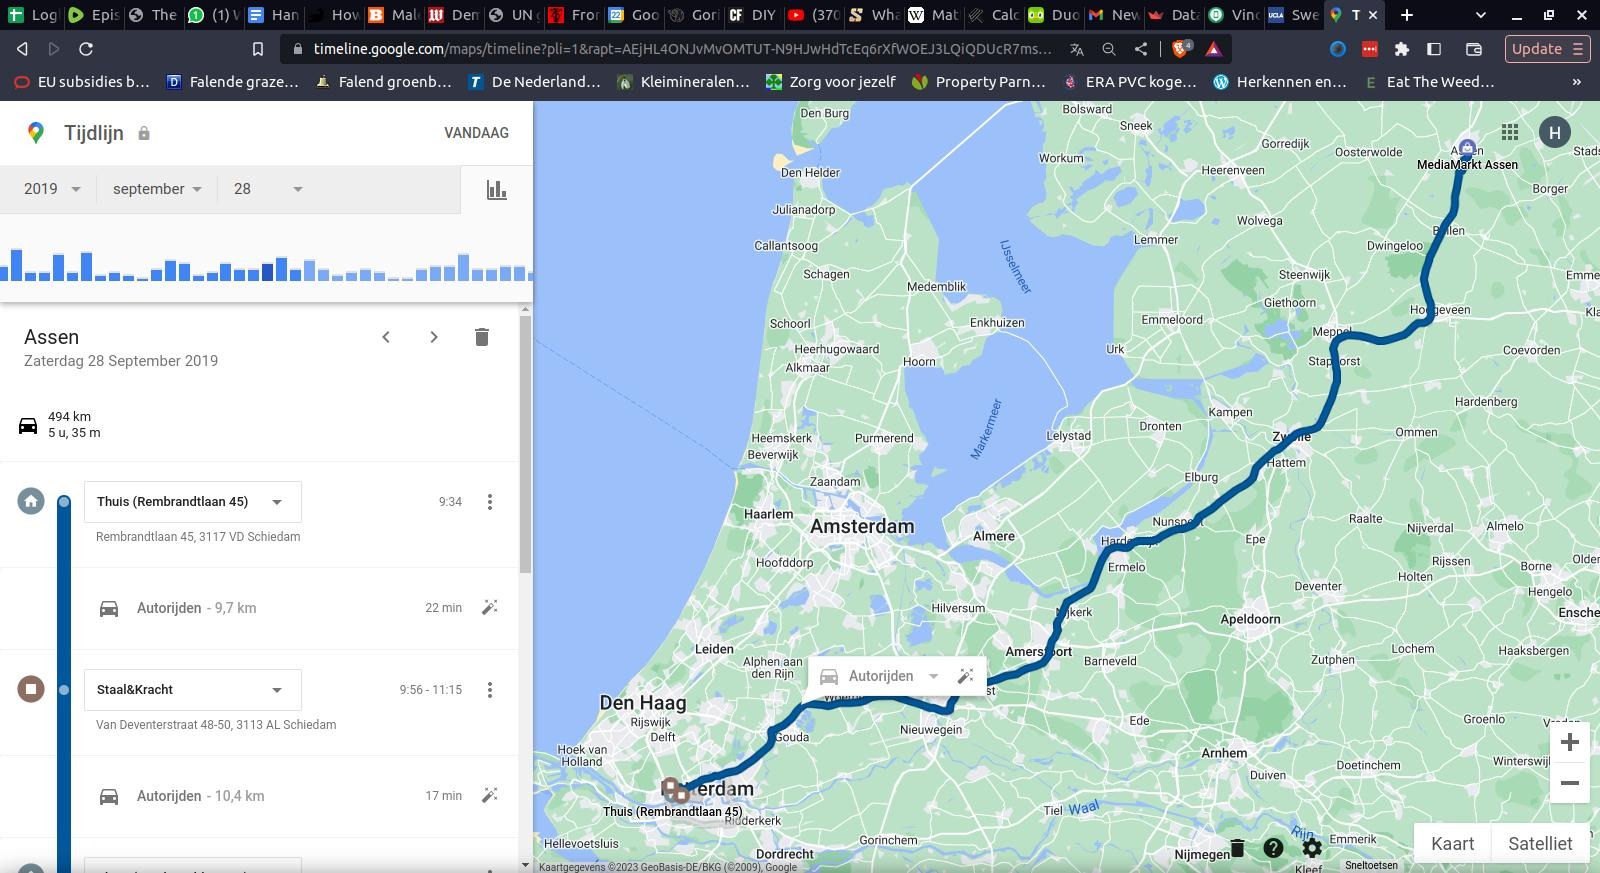 Logi
Epis
The
(1) W
Han
How
Male
Dem
UN g
Fror
Goo
Gori
DIY
(370
Wha
Mat
Calc
Duo
New
Data
Vinc
Swe
T
timeline.google.com/maps/timeline?pli=1&rapt=AEjHL4ONJvMvOMTUT-N9HJwHdTcEq6rXfWOEJ3LQiQDUcR7ms...
4
Update
EU subsidies b...
Falende graze...
Falend groenb...
De Nederland...
Kleimineralen...
Zorg voor jezelf
Property Parn...
ERA PVC koge...
Herkennen en...
Eat The Weed...
»
Tijdlijn
VANDAAG
2019
september
28
Assen
Zaterdag 28 September 2019
494 km
5 u, 35 m
Thuis (Rembrandtlaan 45)
9:34
Rembrandtlaan 45, 3117 VD Schiedam
Autorijden - 9,7 km
22 min
Staal&Kracht
9:56 - 11:15
Van Deventerstraat 48-50, 3113 AL Schiedam
Autorijden - 10,4 km
17 min
H
Den Burg
Bolsward
Sneek
Gorredijk
Oosterwolde
Stads
Workum
MediaMarkt Assen
Den Helder
Heerenveen
Borger
Julianadorp
Wolvega
Callantsoog
Lemmer
Dwingeloo
IJsselmeer
Schagen
Steenwijk
Emme
Medemblik
Giethoorn
Schoorl
Enkhuizen
Emmeloord
Meppel
Hoogeveen
Heerhugowaard
Urk
Staphorst
Coevorden
Hoorn
Alkmaar
Hardenberg
Markermeer
Kampen
Dronten
Heemskerk
Purmerend
Lelystad
Zwolle
Ommen
Beverwijk
Hattem
Zaandam
Elburg
Haarlem
Amsterdam
Almere
Nunspeet
Raalte
Nijverdal
Almelo
Epe
Hoofddorp
Ermelo
Rijssen
Borne
Older
Deventer
Holten
Hengelo
Hilversum
Nijkerk
Ensche
Apeldoorn
Leiden
Amersfoort
Barneveld
Zutphen
Lochem
Haaksbergen
Alphen aan
den Rijn
Autorijden
Den Haag
Rijswijk
Delft
Gouda
Nieuwegein
Ede
Groenlo
Hoek van
Holland
Arnhem
Doetinchem
Winterswijl
Duiven
Thuis (Rembrandtlaan 45)
Ridderkerk
Tiel
Waal
Rijn
Emmerik
Hellevoetsluis
Gorinchem
Dordrecht
Nijmegen
Kleef
Kaart
Satelliet
Kaartgegevens ©2023 GeoBasis-DE/BKG (©2009), Google
Sneltoetsen